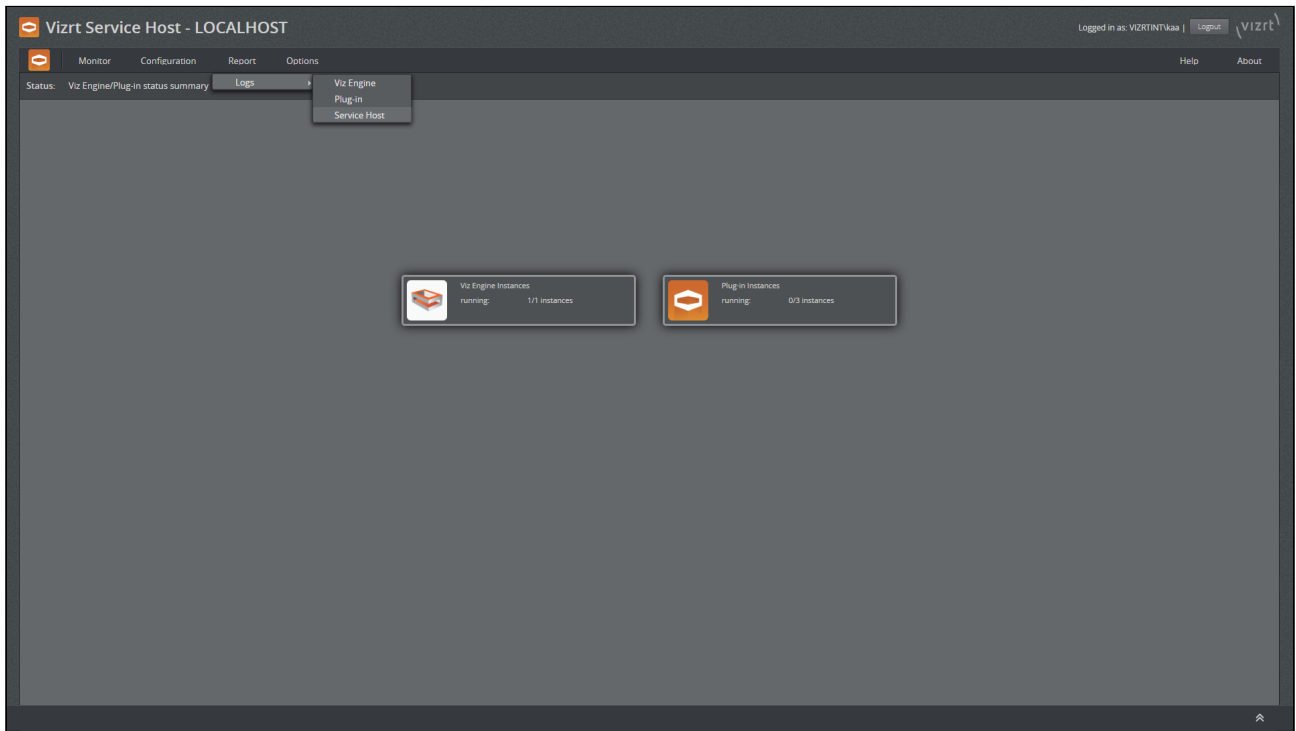 Vizrt Service Host - LOCALHOST
Logged in as: VIZRTINT\kaa | Logout
vizrt
Monitor Configuration Report Options Help About
Status: Viz Engine/Plug-in status summary
Logs
Viz Engine
Plug-in
Service Host
Viz Engine Instances
running: 1/1 instances
Plug-in Instances
running: 0/3 instances